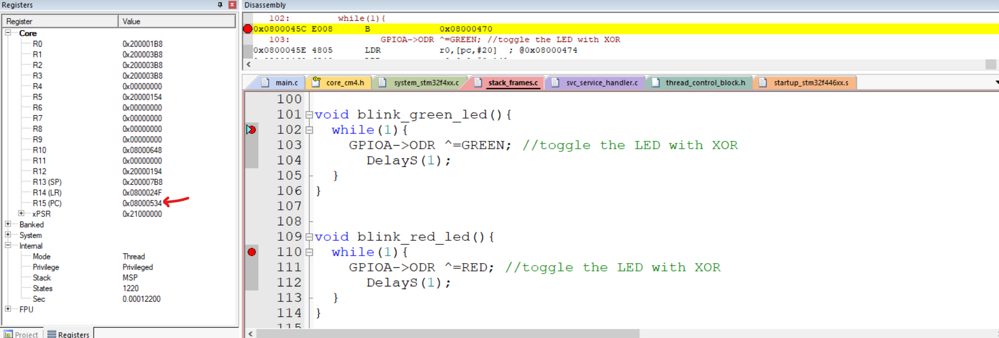 Registers
Register Value
Core
R0 0x200001B8
R1 0x200003B8
R2 0x200003B8
R3 0x200003B8
R4 0x00000000
R5 0x20000154
R6 0x00000000
R7 0x00000000
R8 0x00000000
R9 0x00000000
R10 0x08000648
R11 0x00000000
R12 0x20000194
R13 (SP) 0x200007B8
R14 (LR) 0x0800024F
R15 (PC) 0x08000534
xPSR 0x21000000
Banked
System
Internal
Mode Thread
Privilege Privileged
Stack MSP
States 1220
Sec 0.00012200
FPU
Project Registers
Disassembly
102: while(1){
0x0800045C E008 B 0x08000470
103: GPIOA->ODR ^=GREEN; //toggle the LED with XOR
0x0800045E 4805 LDR r0,[pc,#20] ; @0x08000474
main.c core_cm4.h system_stm32f4xx.c stack_frames.c svc_service_handler.c thread_control_block.h startup_stm32f446xx.s
100
101 void blink_green_led(){
102 while(1){
103 GPIOA->ODR ^=GREEN; //toggle the LED with XOR
104 DelayS(1);
105 }
106 }
107
108
109 void blink_red_led(){
110 while(1){
111 GPIOA->ODR ^=RED; //toggle the LED with XOR
112 DelayS(1);
113 }
114 }
115